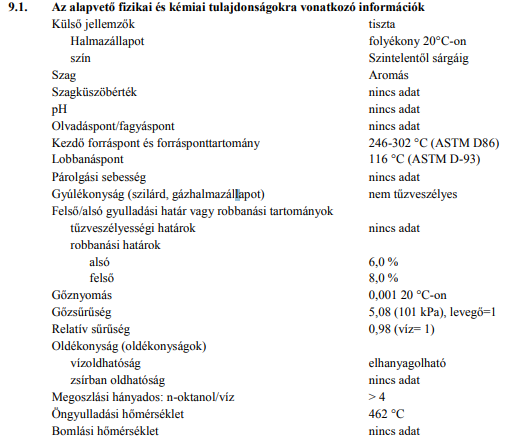 9.1. Az alapvető fizikai és kémiai tulajdonságokra vonatkozó információk
Külső jellemzők tiszta
Halmazállapot folyékony 20°C-on
szín Szintelentől sárgáig
Szag Aromás
Szagküszöbérték nincs adat
pH nincs adat
Olvadáspont/fagyáspont nincs adat
Kezdő forráspont és forrásponttartomány 246-302 °C (ASTM D86)
Lobbanáspont 116 °C (ASTM D-93)
Párolgási sebesség nincs adat
Gyúlékonyság (szilárd, gázhalmazállapot) nem tűzveszélyes
Felső/alsó gyulladási határ vagy robbanási tartományok
tűzveszélyességi határok nincs adat
robbanási határok
alsó 6,0 %
felső 8,0 %
Gőznyomás 0,001 20 °C-on
Gőzsűrűség 5,08 (101 kPa), levegő=1
Relatív sűrűség 0,98 (víz= 1)
Oldékonyság (oldékonyságok)
vízoldhatóság elhanyagolható
zsírban oldhatóság nincs adat
Megoszlási hányados: n-oktanol/víz > 4
Öngyulladási hőmérséklet 462 °C
Bomlási hőmérséklet nincs adat